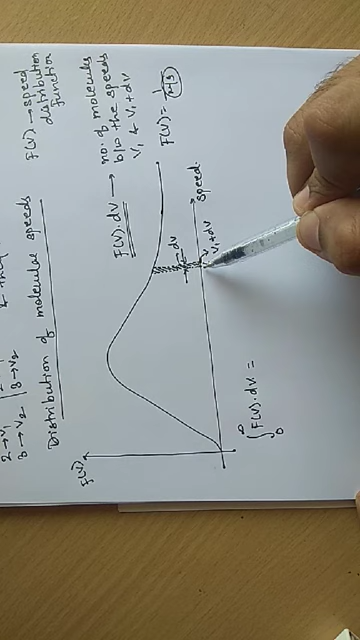 2 → v₁
3 → v₂ | 3 → v₂
Distribution of molecular speeds
F(v) → speed
distribution
function
F(v)
F(v).dv → no. of molecules
b/w the speeds
v₁ & v₁+dv
F(v) = 1/m/s
dv
v₁ v₁+dv
speed.
∫₀^∞ F(v).dv =